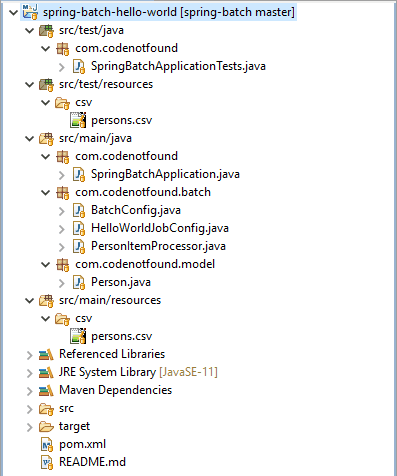 spring-batch-hello-world [spring-batch master]
src/test/java
com.codenotfound
SpringBatchApplicationTests.java
src/test/resources
csv
persons.csv
src/main/java
com.codenotfound
SpringBatchApplication.java
com.codenotfound.batch
BatchConfig.java
HelloWorldJobConfig.java
PersonItemProcessor.java
com.codenotfound.model
Person.java
src/main/resources
csv
persons.csv
Referenced Libraries
JRE System Library [JavaSE-11]
Maven Dependencies
src
target
pom.xml
README.md